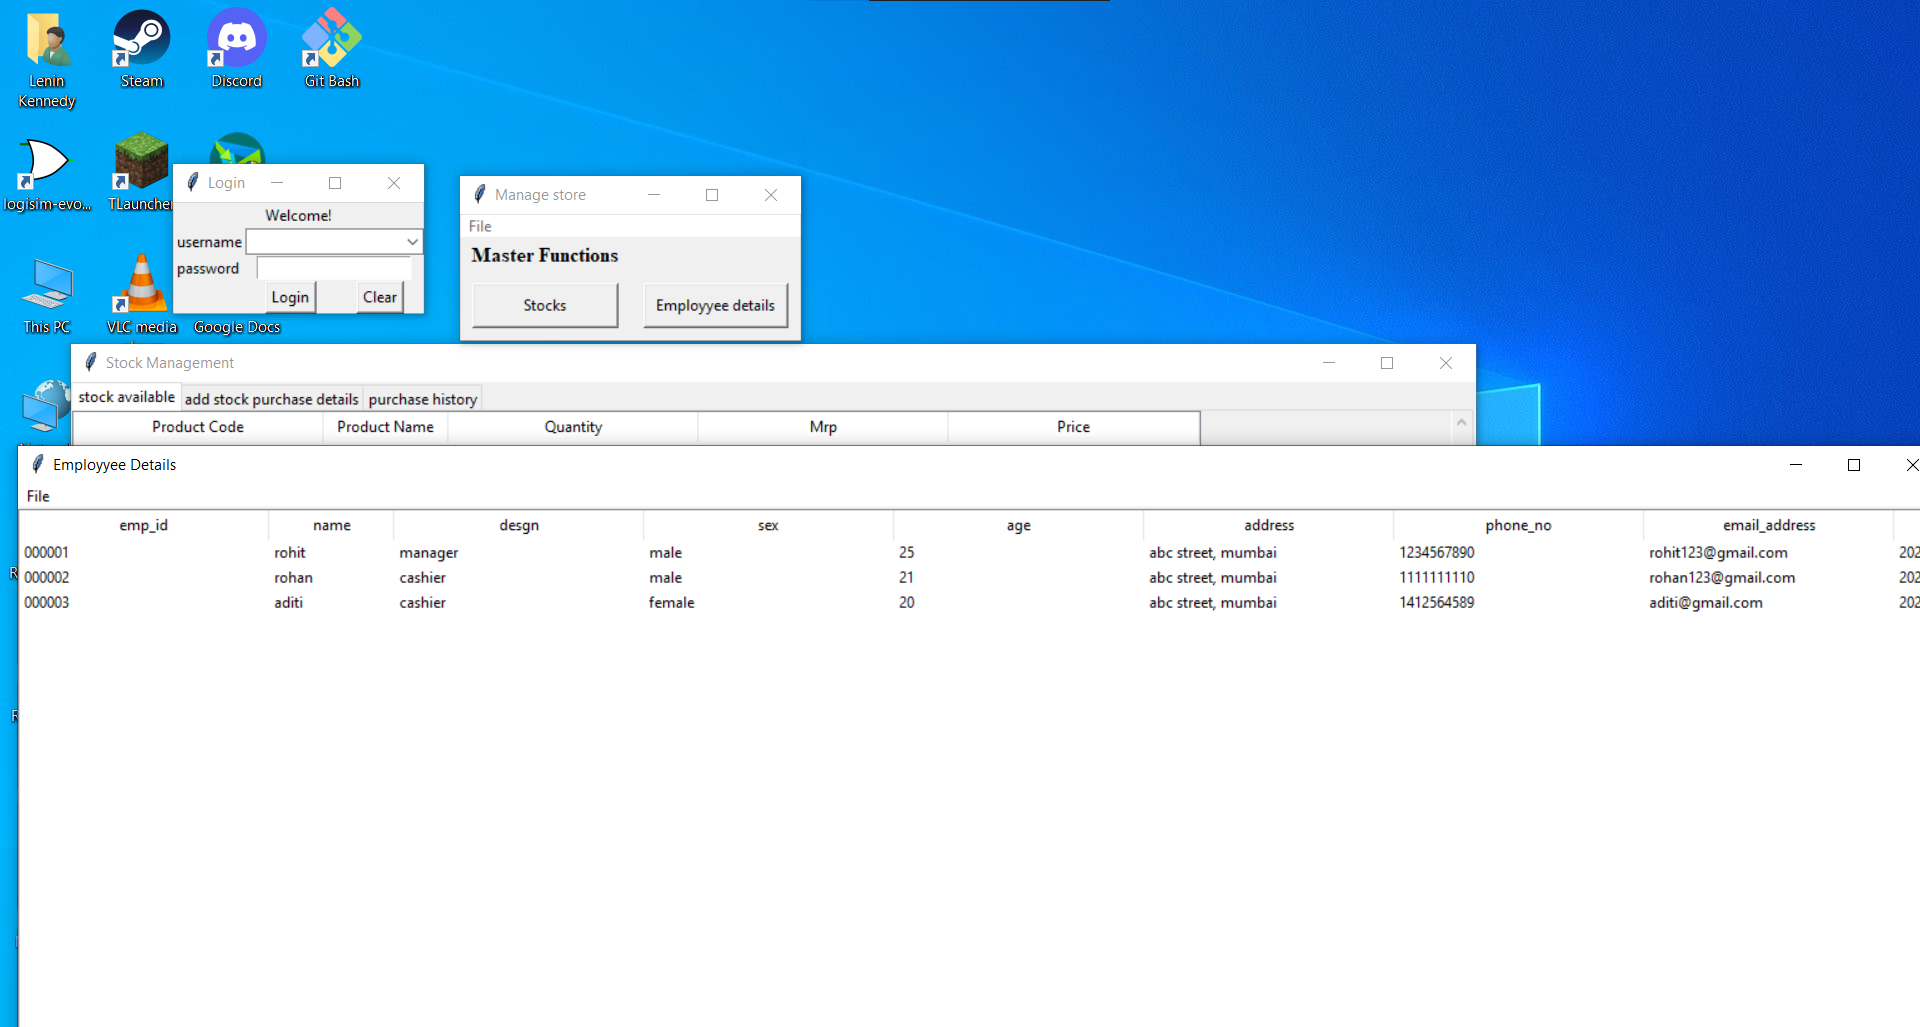 Lenin
Kennedy
Steam
Discord
Git Bash
logisim-evo...
TLauncher
This PC
VLC media
Google Docs
Login
Welcome!
username
password
Login Clear
Manage store
File
Master Functions
Stocks Employyee details
Stock Management
stock available add stock purchase details purchase history
Product Code Product Name Quantity Mrp Price
Employyee Details
File
emp_id name desgn sex age address phone_no email_address
000001 rohit manager male 25 abc street, mumbai 1234567890 rohit123@gmail.com 202
000002 rohan cashier male 21 abc street, mumbai 1111111110 rohan123@gmail.com 202
000003 aditi cashier female 20 abc street, mumbai 1412564589 aditi@gmail.com 202
R
R